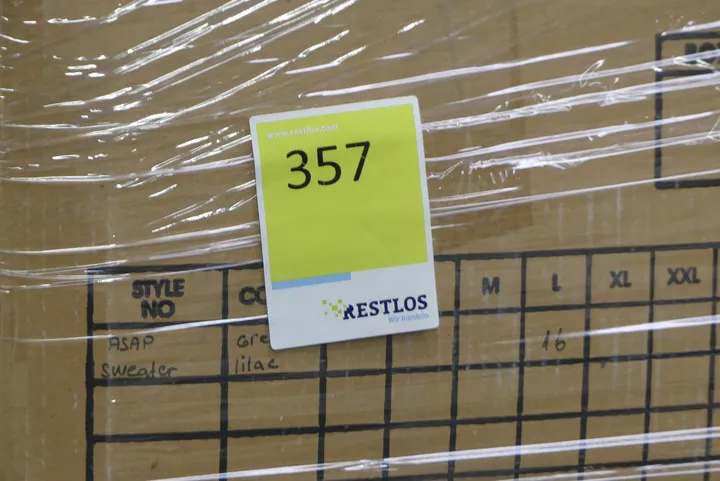 www.restlos.com
357
RESTLOS
Wir handeln.
STYLE NO
M L XL XXL
ASAP
sweater
lilac
16